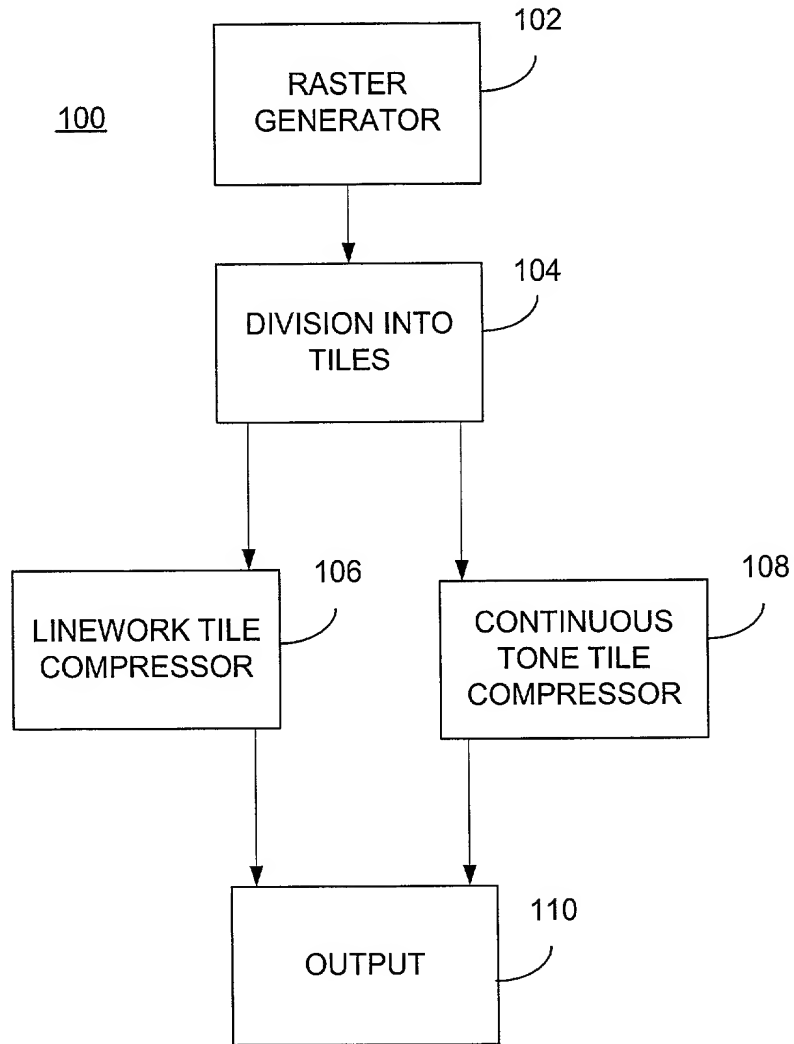 102
RASTER
GENERATOR
100
104
DIVISION INTO
TILES
106
108
LINEWORK TILE
COMPRESSOR
CONTINUOUS
TONE TILE
COMPRESSOR
110
OUTPUT